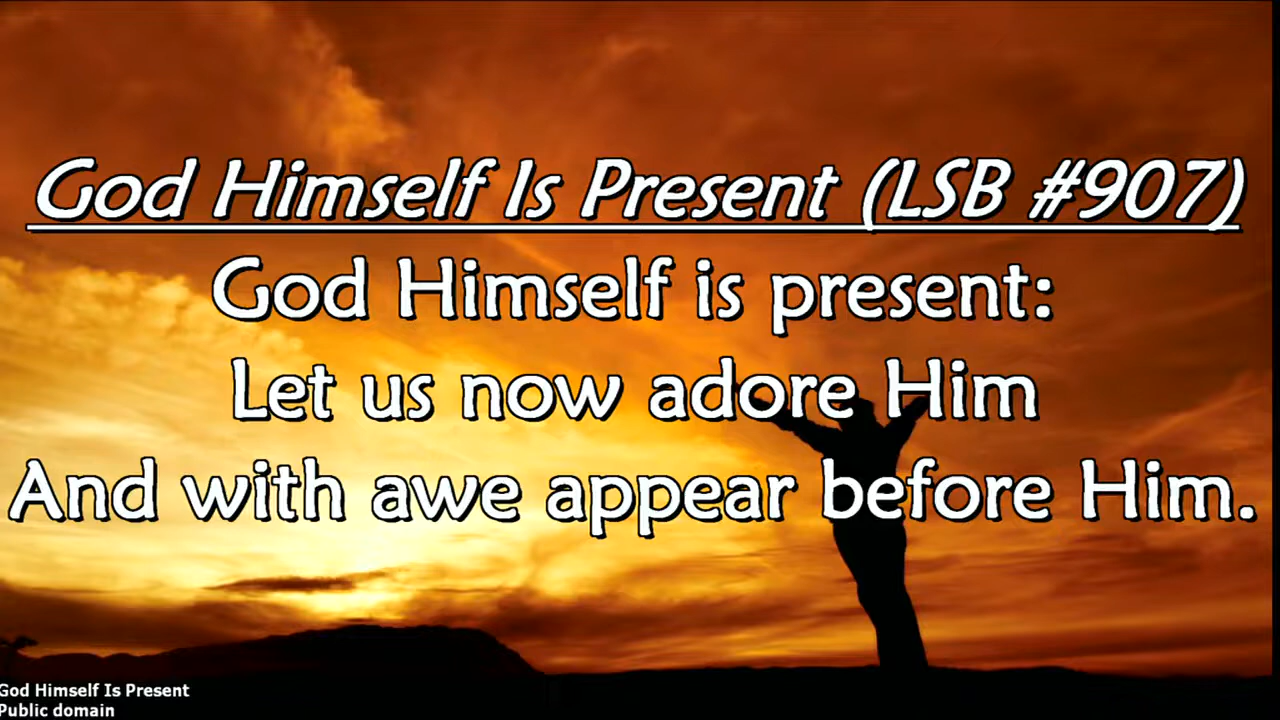 God Himself Is Present (LSB #907)
God Himself is present:
Let us now adore Him
And with awe appear before Him.
God Himself Is Present
Public domain